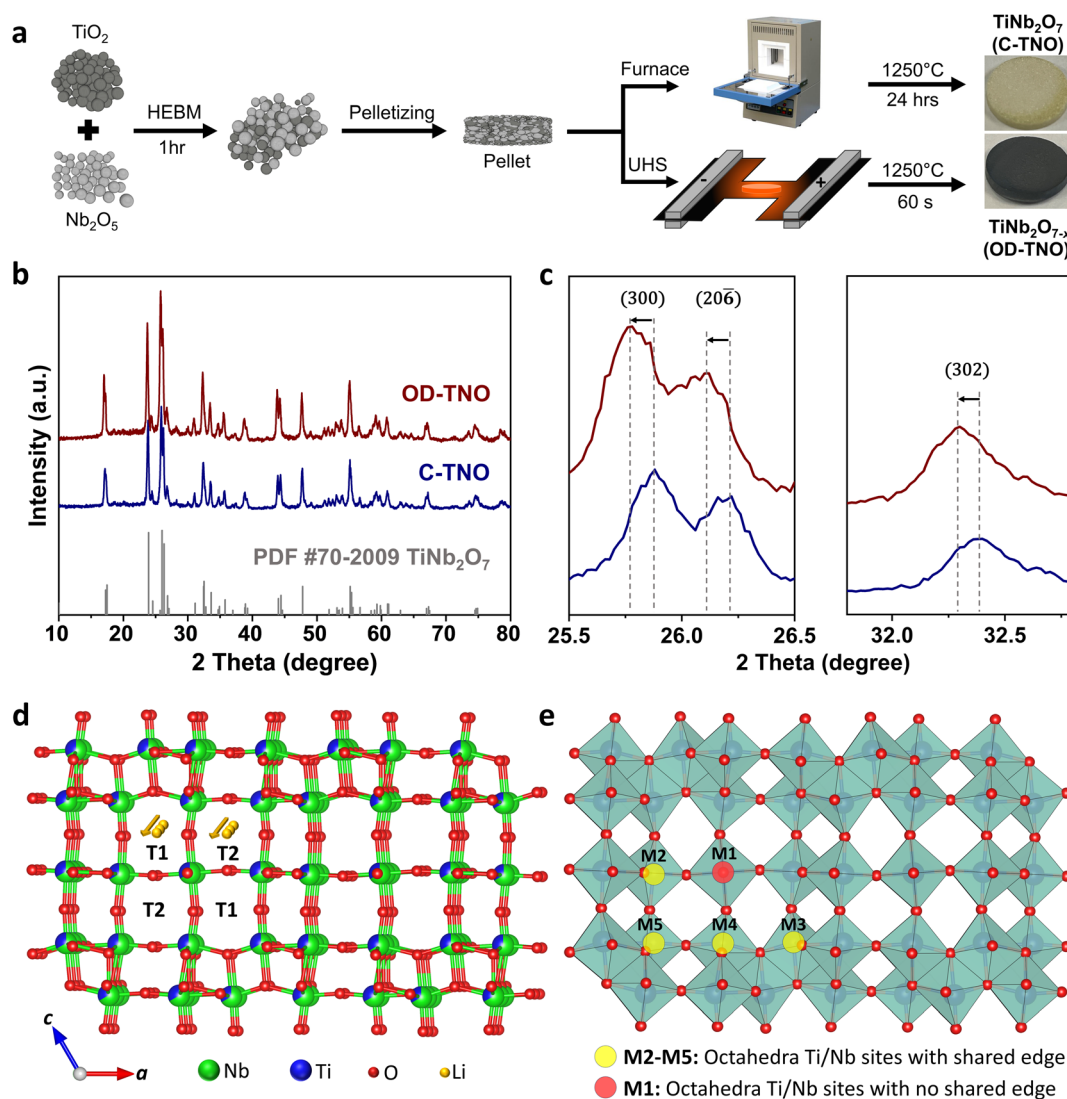 a
TiO2
HEBM
1hr
Nb2O5
Pelletizing
Pellet
Furnace
UHS
-
+
1250°C
24 hrs
1250°C
60 s
TiNb2O7
(C-TNO)
TiNb2O7-x
(OD-TNO)
b
Intensity (a.u.)
OD-TNO
C-TNO
PDF #70-2009 TiNb2O7
10 20 30 40 50 60 70 80
2 Theta (degree)
c
(300)
(206̅)
(302)
25.5 26.0 26.5
32.0 32.5
2 Theta (degree)
d
T1 T2
T2 T1
c
a
Nb Ti O Li
e
M2 M1
M5 M4 M3
M2-M5: Octahedra Ti/Nb sites with shared edge
M1: Octahedra Ti/Nb sites with no shared edge